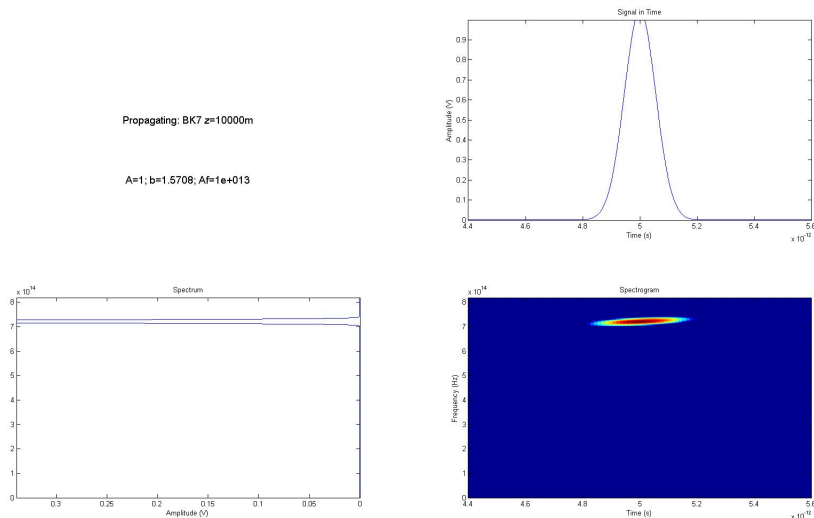 Propagating: BK7 z=10000m
A=1; b=1.5708; Af=1e+013
Signal in Time
0.9
0.8
0.7
0.6
0.5
0.4
0.3
0.2
0.1
0
Amplitude (V)
4.4 4.6 4.8 5 5.2 5.4 5.6
Time (s)
x 10^-12
Spectrum
x 10^14
8
7
6
5
4
3
2
1
0
0.3 0.25 0.2 0.15 0.1 0.05 0
Amplitude (V)
Spectrogram
x 10^14
8
7
6
5
4
3
2
1
0
Frequency (Hz)
4.4 4.6 4.8 5 5.2 5.4 5.6
Time (s)
x 10^-12